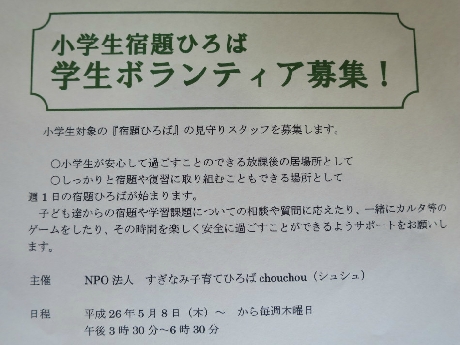 小学生宿題ひろば
学生ボランティア募集！
小学生対象の『宿題ひろば』の見守りスタッフを募集します。
○小学生が安心して過ごすことのできる放課後の居場所として
○しっかりと宿題や復習に取り組むこともできる場所として
週１日の宿題ひろばが始まります。
子ども達からの宿題や学習課題についての相談や質問に応えたり、一緒にカルタ等の
ゲームをしたり、その時間を楽しく安全に過ごすことができるようサポートをお願いし
ます。
主催　NPO 法人　すぎなみ子育てひろば chouchou（シュシュ）
日程　平成 26 年 5 月 8 日（木）～　から毎週木曜日
午後 3 時 30 分～6 時 30 分